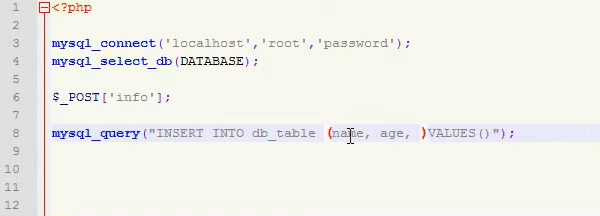 1 <?php
2
3 mysql_connect('localhost','root','password');
4 mysql_select_db(DATABASE);
5
6 $_POST['info'];
7
8 mysql_query("INSERT INTO db_table (name, age, )VALUES()");
9
10
11
12